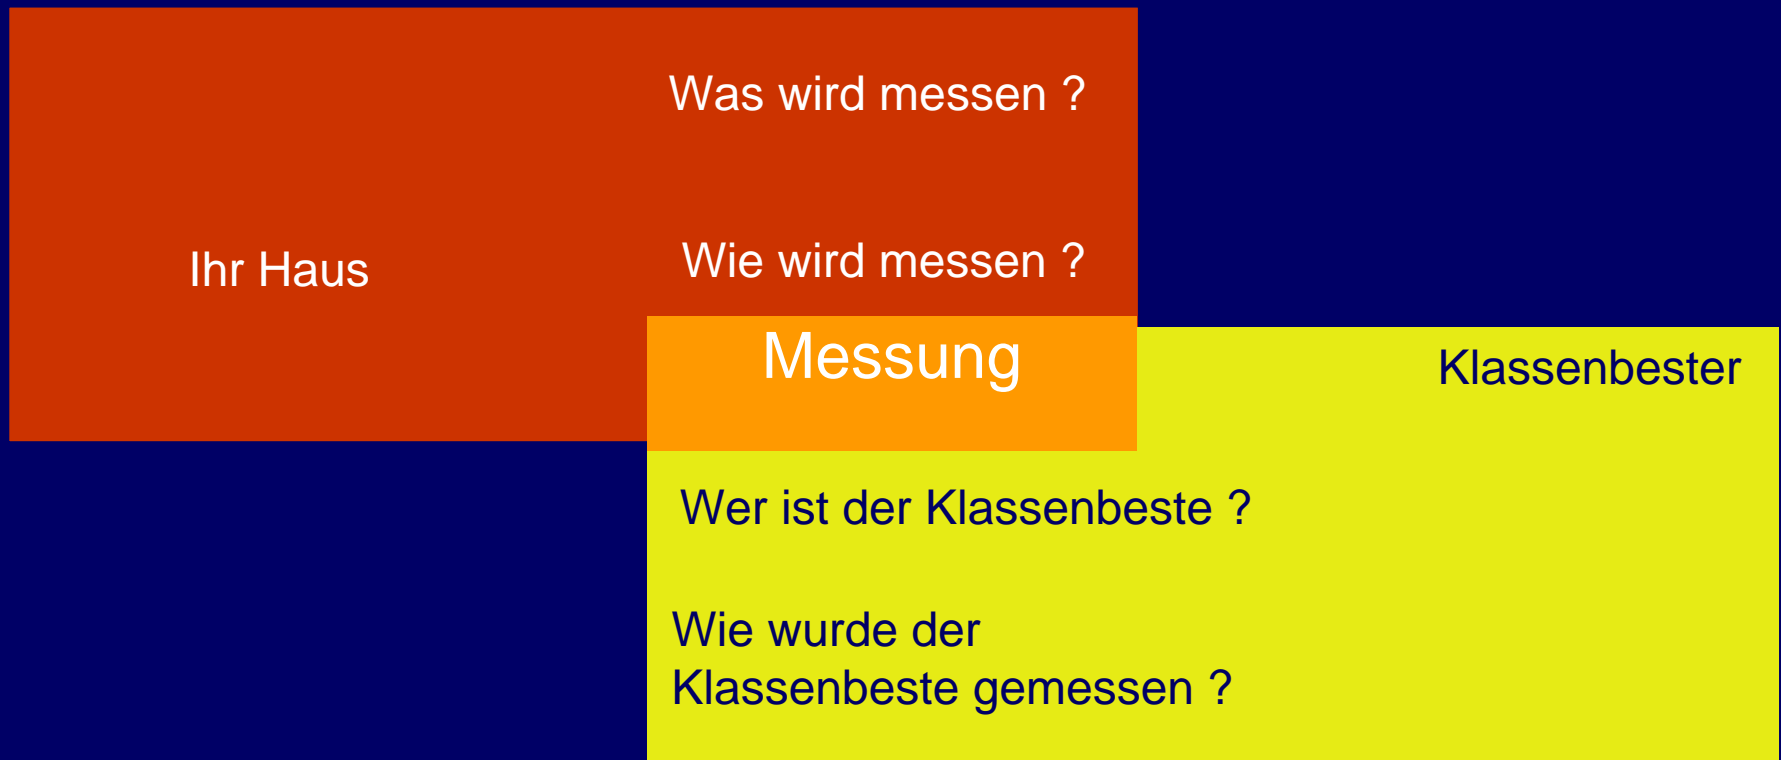 Was wird messen ?
Ihr Haus
Wie wird messen ?
Messung
Klassenbester
Wer ist der Klassenbeste ?
Wie wurde der
Klassenbeste gemessen ?